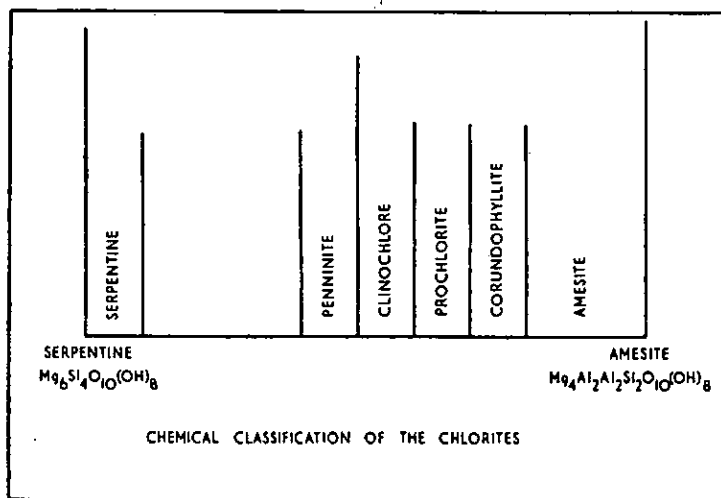 SERPENTINE
PENNINITE
CLINOCHLORE
PROCHLORITE
CORUNDOPHYLLITE
AMESITE
SERPENTINE
AMESITE
Mg₆Si₄O₁₀(OH)₈
Mg₄Al₂Al₂Si₂O₁₀(OH)₈
CHEMICAL CLASSIFICATION OF THE CHLORITES